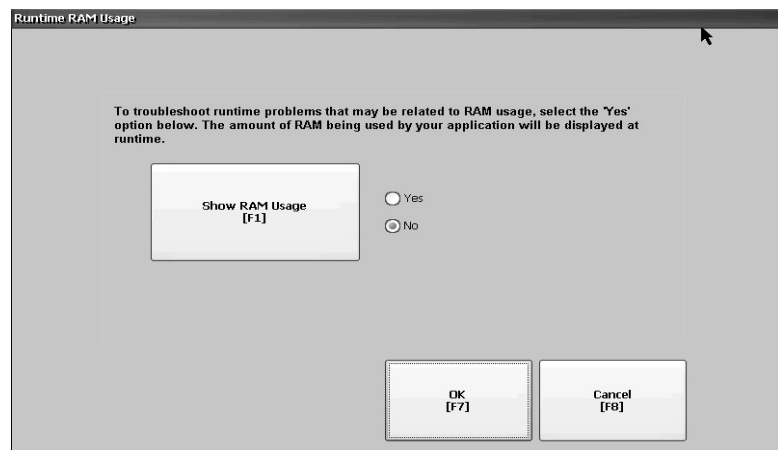 Runtime RAM Usage
To troubleshoot runtime problems that may be related to RAM usage, select the 'Yes'
option below. The amount of RAM being used by your application will be displayed at
runtime.
Show RAM Usage
[F1]
Yes
No
OK
[F7]
Cancel
[F8]